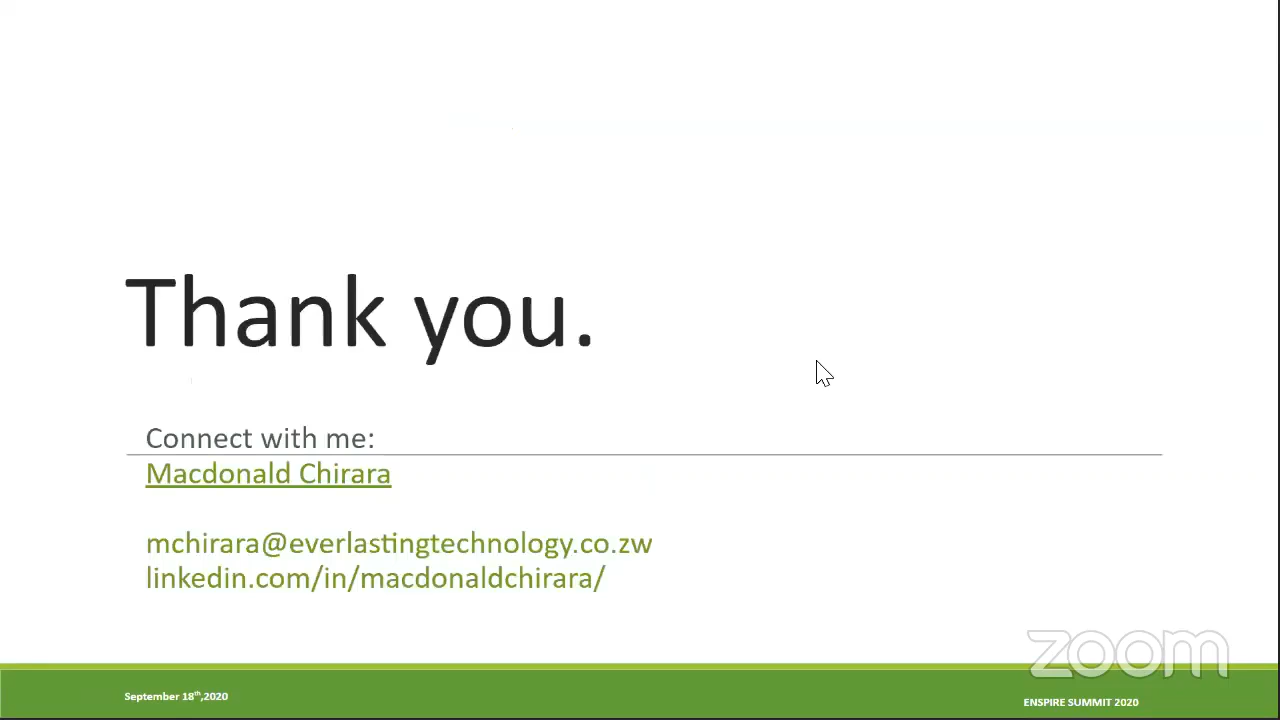 Thank you.
Connect with me:
Macdonald Chirara
mchirara@everlastingtechnology.co.zw
linkedin.com/in/macdonaldchirara/
zoom
September 18th,2020
ENSPIRE SUMMIT 2020